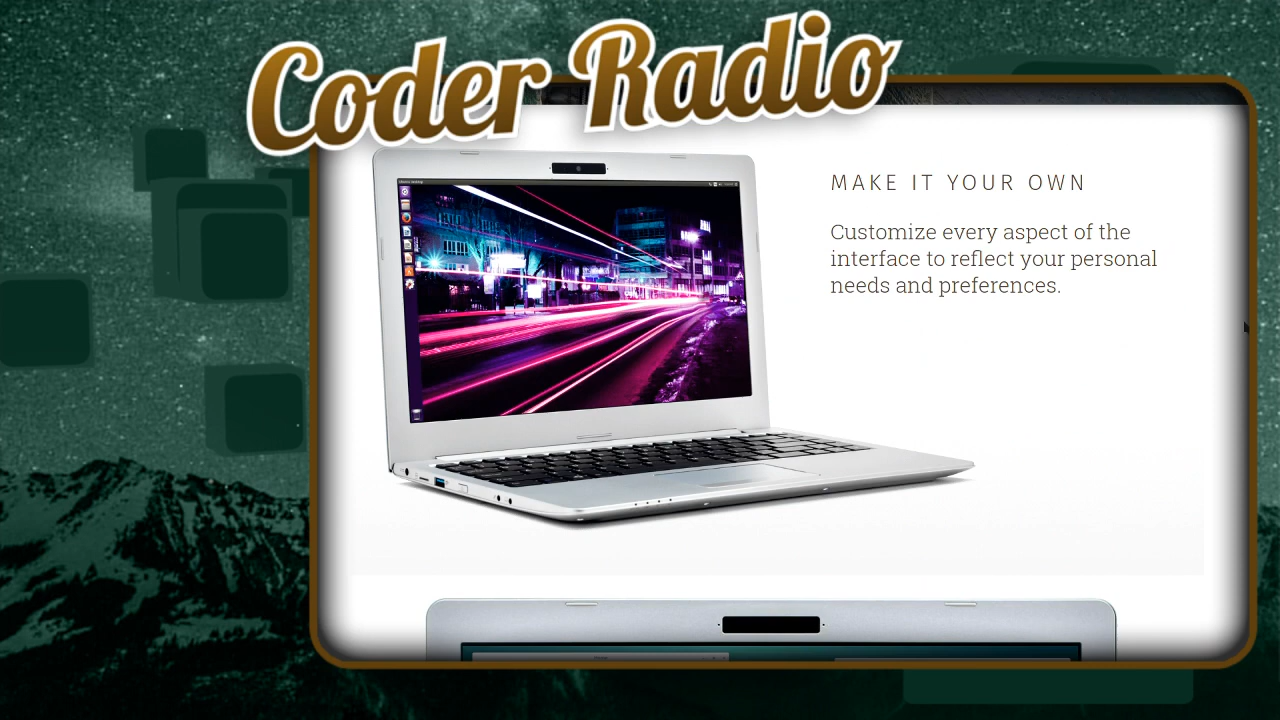 Coder Radio
MAKE IT YOUR OWN
Customize every aspect of the
interface to reflect your personal
needs and preferences.